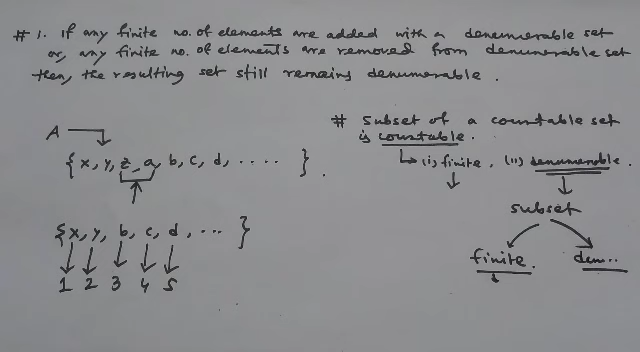 # 1. If any finite no. of elements are added with a denumerable set
or, any finite no. of elements are removed from denumerable set
then, the resulting set still remains denumerable.
A
{x, y, z, a, b, c, d, .... }.
{x, y, b, c, d, ... }
1 2 3 4 5
# subset of a countable set
is countable.
(i) finite. (ii) denumerable.
subset
finite. den...